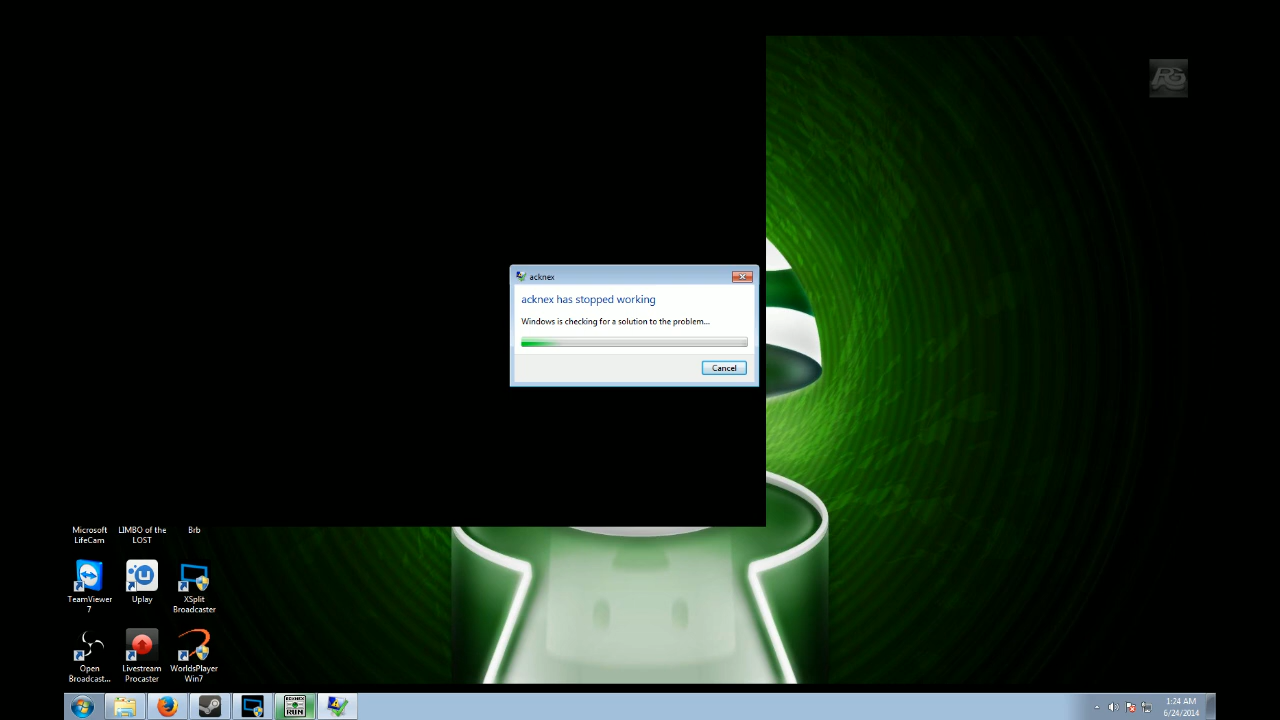 RG
acknex
acknex has stopped working
Windows is checking for a solution to the problem...
Cancel
Microsoft
LifeCam
LIMBO of the
LOST
Brb
TeamViewer
7
Uplay
XSplit
Broadcaster
Open
Broadcast...
Livestream
Procaster
WorldsPlayer
Win7
RUN
1:24 AM
6/24/2014